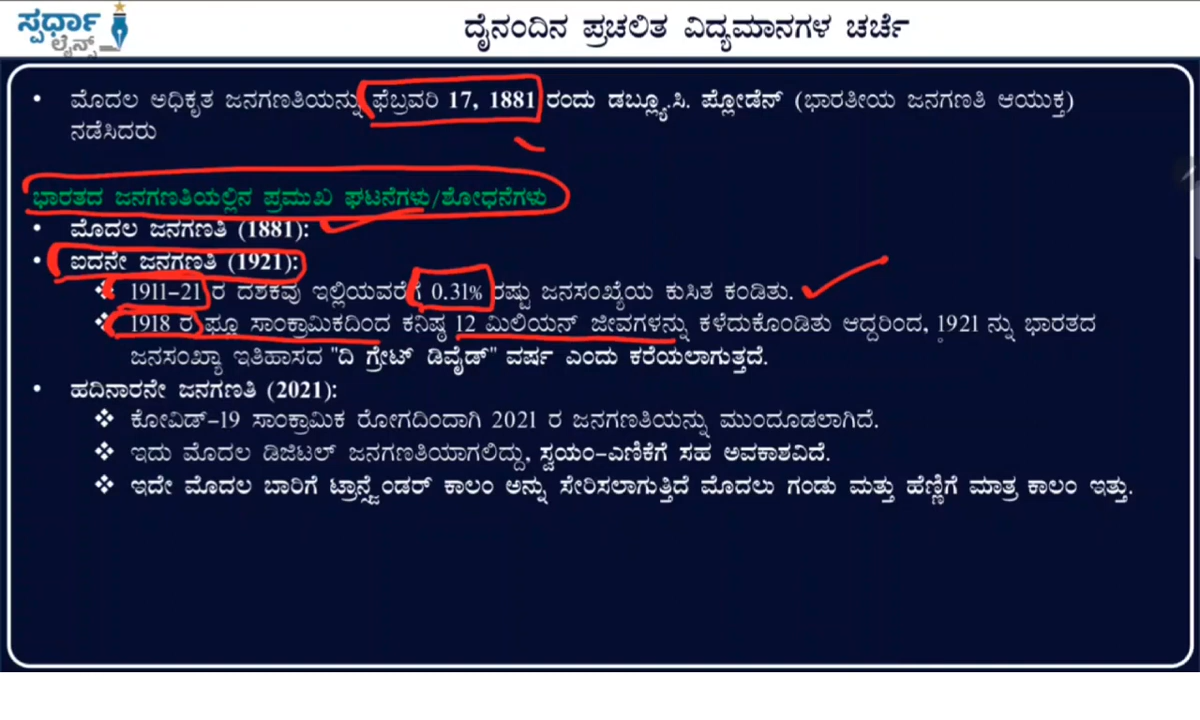 ಸ್ಪರ್ಧಾ
ಲೈನ್ಸ್
ದೈನಂದಿನ ಪ್ರಚಲಿತ ವಿದ್ಯಮಾನಗಳ ಚರ್ಚೆ
• ಮೊದಲ ಅಧಿಕೃತ ಜನಗಣತಿಯನ್ನು ಫೆಬ್ರವರಿ 17, 1881 ರಂದು ಡಬ್ಲ್ಯೂ.ಸಿ. ಪ್ಲೋಡೆನ್ (ಭಾರತೀಯ ಜನಗಣತಿ ಆಯುಕ್ತ)
ನಡೆಸಿದರು
ಭಾರತದ ಜನಗಣತಿಯಲ್ಲಿನ ಪ್ರಮುಖ ಘಟನೆಗಳು/ಶೋಧನೆಗಳು
• ಮೊದಲ ಜನಗಣತಿ (1881):
• ಐದನೇ ಜನಗಣತಿ (1921):
❖ 1911-21 ರ ದಶಕವು ಇಲ್ಲಿಯವರೆಗೆ 0.31% ರಷ್ಟು ಜನಸಂಖ್ಯೆಯ ಕುಸಿತ ಕಂಡಿತು.
❖ 1918 ರ ಫ್ಲೂ ಸಾಂಕ್ರಾಮಿಕದಿಂದ ಕನಿಷ್ಠ 12 ಮಿಲಿಯನ್ ಜೀವಗಳನ್ನು ಕಳೆದುಕೊಂಡಿತು ಆದ್ದರಿಂದ, 1921 ನ್ನು ಭಾರತದ
ಜನಸಂಖ್ಯಾ ಇತಿಹಾಸದ "ದಿ ಗ್ರೇಟ್ ಡಿವೈಡ್" ವರ್ಷ ಎಂದು ಕರೆಯಲಾಗುತ್ತದೆ.
• ಹದಿನಾರನೇ ಜನಗಣತಿ (2021):
❖ ಕೋವಿಡ್-19 ಸಾಂಕ್ರಾಮಿಕ ರೋಗದಿಂದಾಗಿ 2021 ರ ಜನಗಣತಿಯನ್ನು ಮುಂದೂಡಲಾಗಿದೆ.
❖ ಇದು ಮೊದಲ ಡಿಜಿಟಲ್ ಜನಗಣತಿಯಾಗಲಿದ್ದು, ಸ್ವಯಂ-ಎಣಿಕೆಗೆ ಸಹ ಅವಕಾಶವಿದೆ.
❖ ಇದೇ ಮೊದಲ ಬಾರಿಗೆ ಟ್ರಾನ್ಸ್ಜೆಂಡರ್ ಕಾಲಂ ಅನ್ನು ಸೇರಿಸಲಾಗುತ್ತಿದೆ ಮೊದಲು ಗಂಡು ಮತ್ತು ಹೆಣ್ಣಿಗೆ ಮಾತ್ರ ಕಾಲಂ ಇತ್ತು.